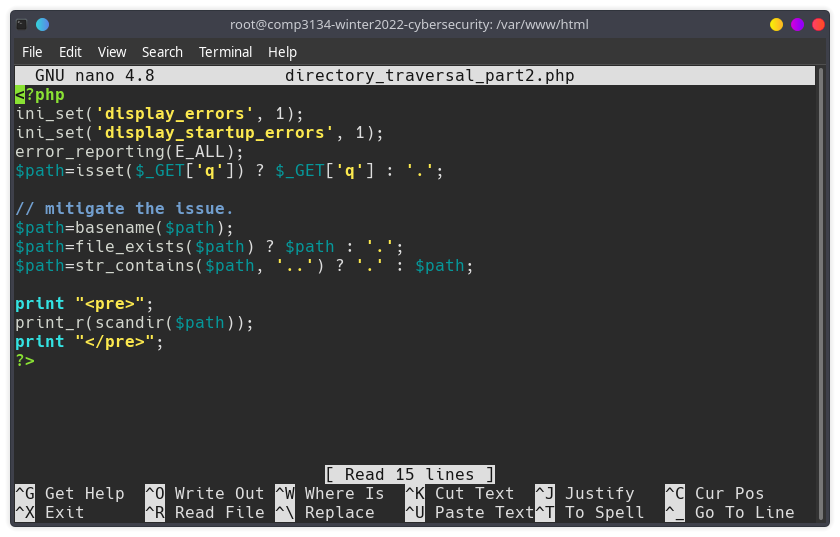 root@comp3134-winter2022-cybersecurity: /var/www/html
File Edit View Search Terminal Help
GNU nano 4.8 directory_traversal_part2.php
<?php
ini_set('display_errors', 1);
ini_set('display_startup_errors', 1);
error_reporting(E_ALL);
$path=isset($_GET['q']) ? $_GET['q'] : '.';
// mitigate the issue.
$path=basename($path);
$path=file_exists($path) ? $path : '.';
$path=str_contains($path, '..') ? '.' : $path;
print "<pre>";
print_r(scandir($path));
print "</pre>";
?>
[ Read 15 lines ]
^G Get Help ^O Write Out ^W Where Is ^K Cut Text ^J Justify ^C Cur Pos
^X Exit ^R Read File ^\ Replace ^U Paste Text ^T To Spell ^_ Go To Line